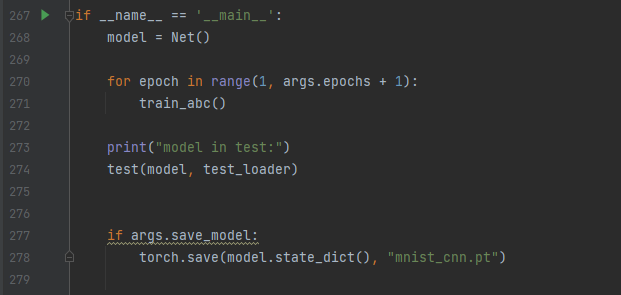 267 if __name__ == '__main__':
268 model = Net()
269
270 for epoch in range(1, args.epochs + 1):
271 train_abc()
272
273 print("model in test:")
274 test(model, test_loader)
275
276
277 if args.save_model:
278 torch.save(model.state_dict(), "mnist_cnn.pt")
279